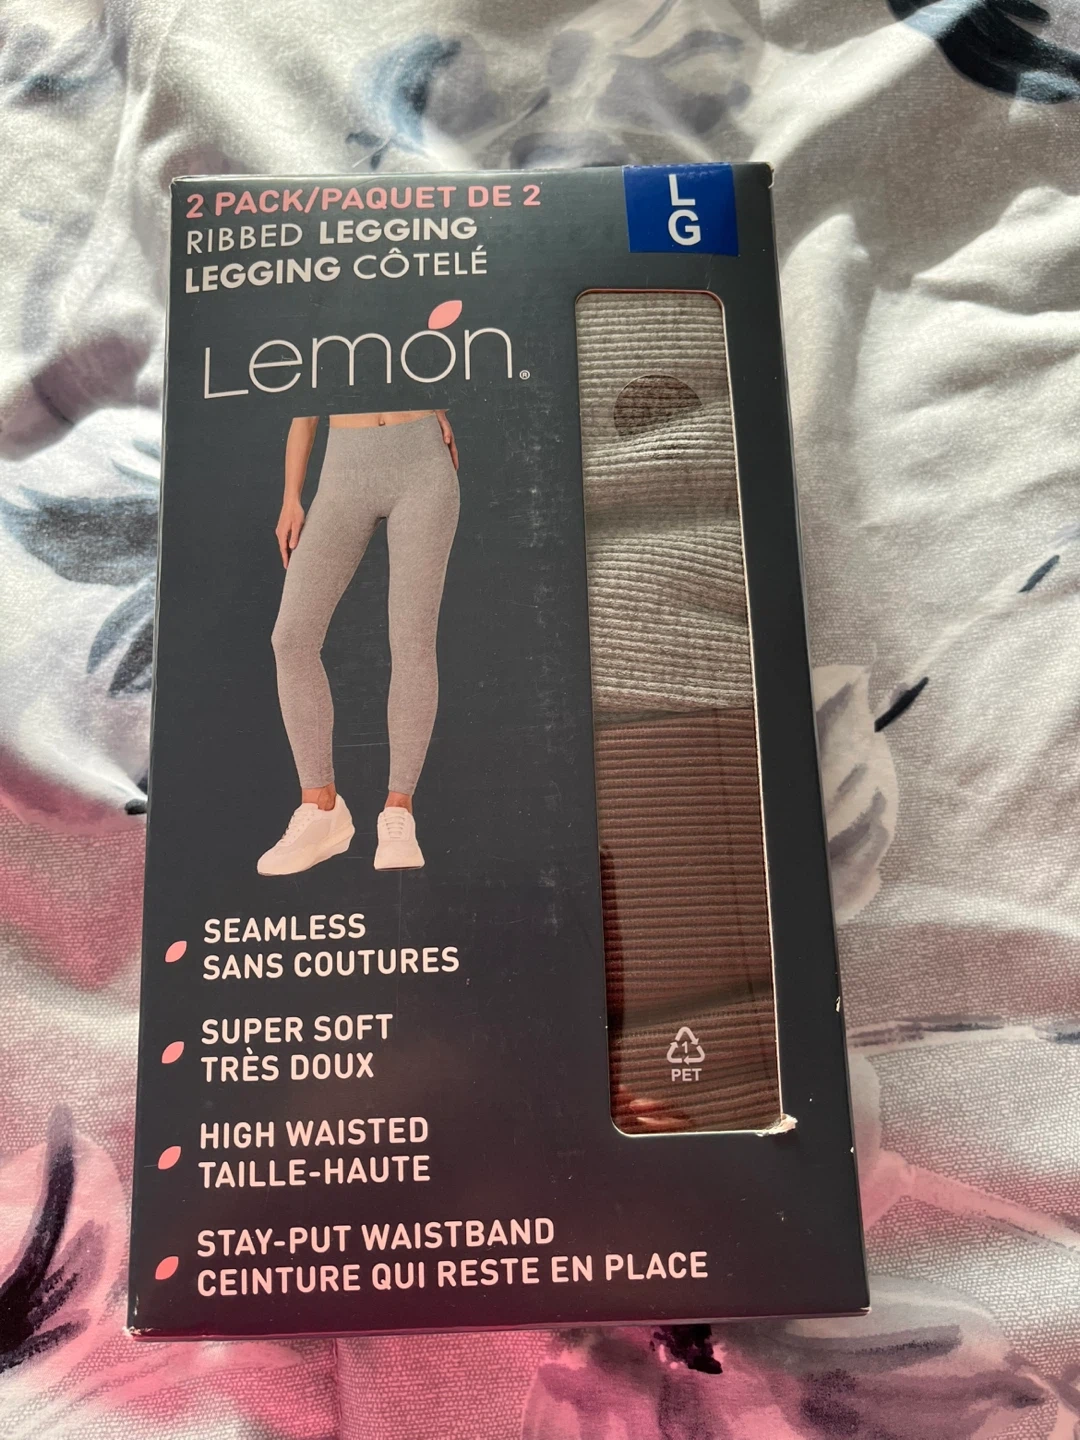 2 PACK/PAQUET DE 2
RIBBED LEGGING
LEGGING CÔTELÉ
L
G
Lemon®
SEAMLESS
SANS COUTURES
SUPER SOFT
TRÈS DOUX
HIGH WAISTED
TAILLE-HAUTE
STAY-PUT WAISTBAND
CEINTURE QUI RESTE EN PLACE
1
PET